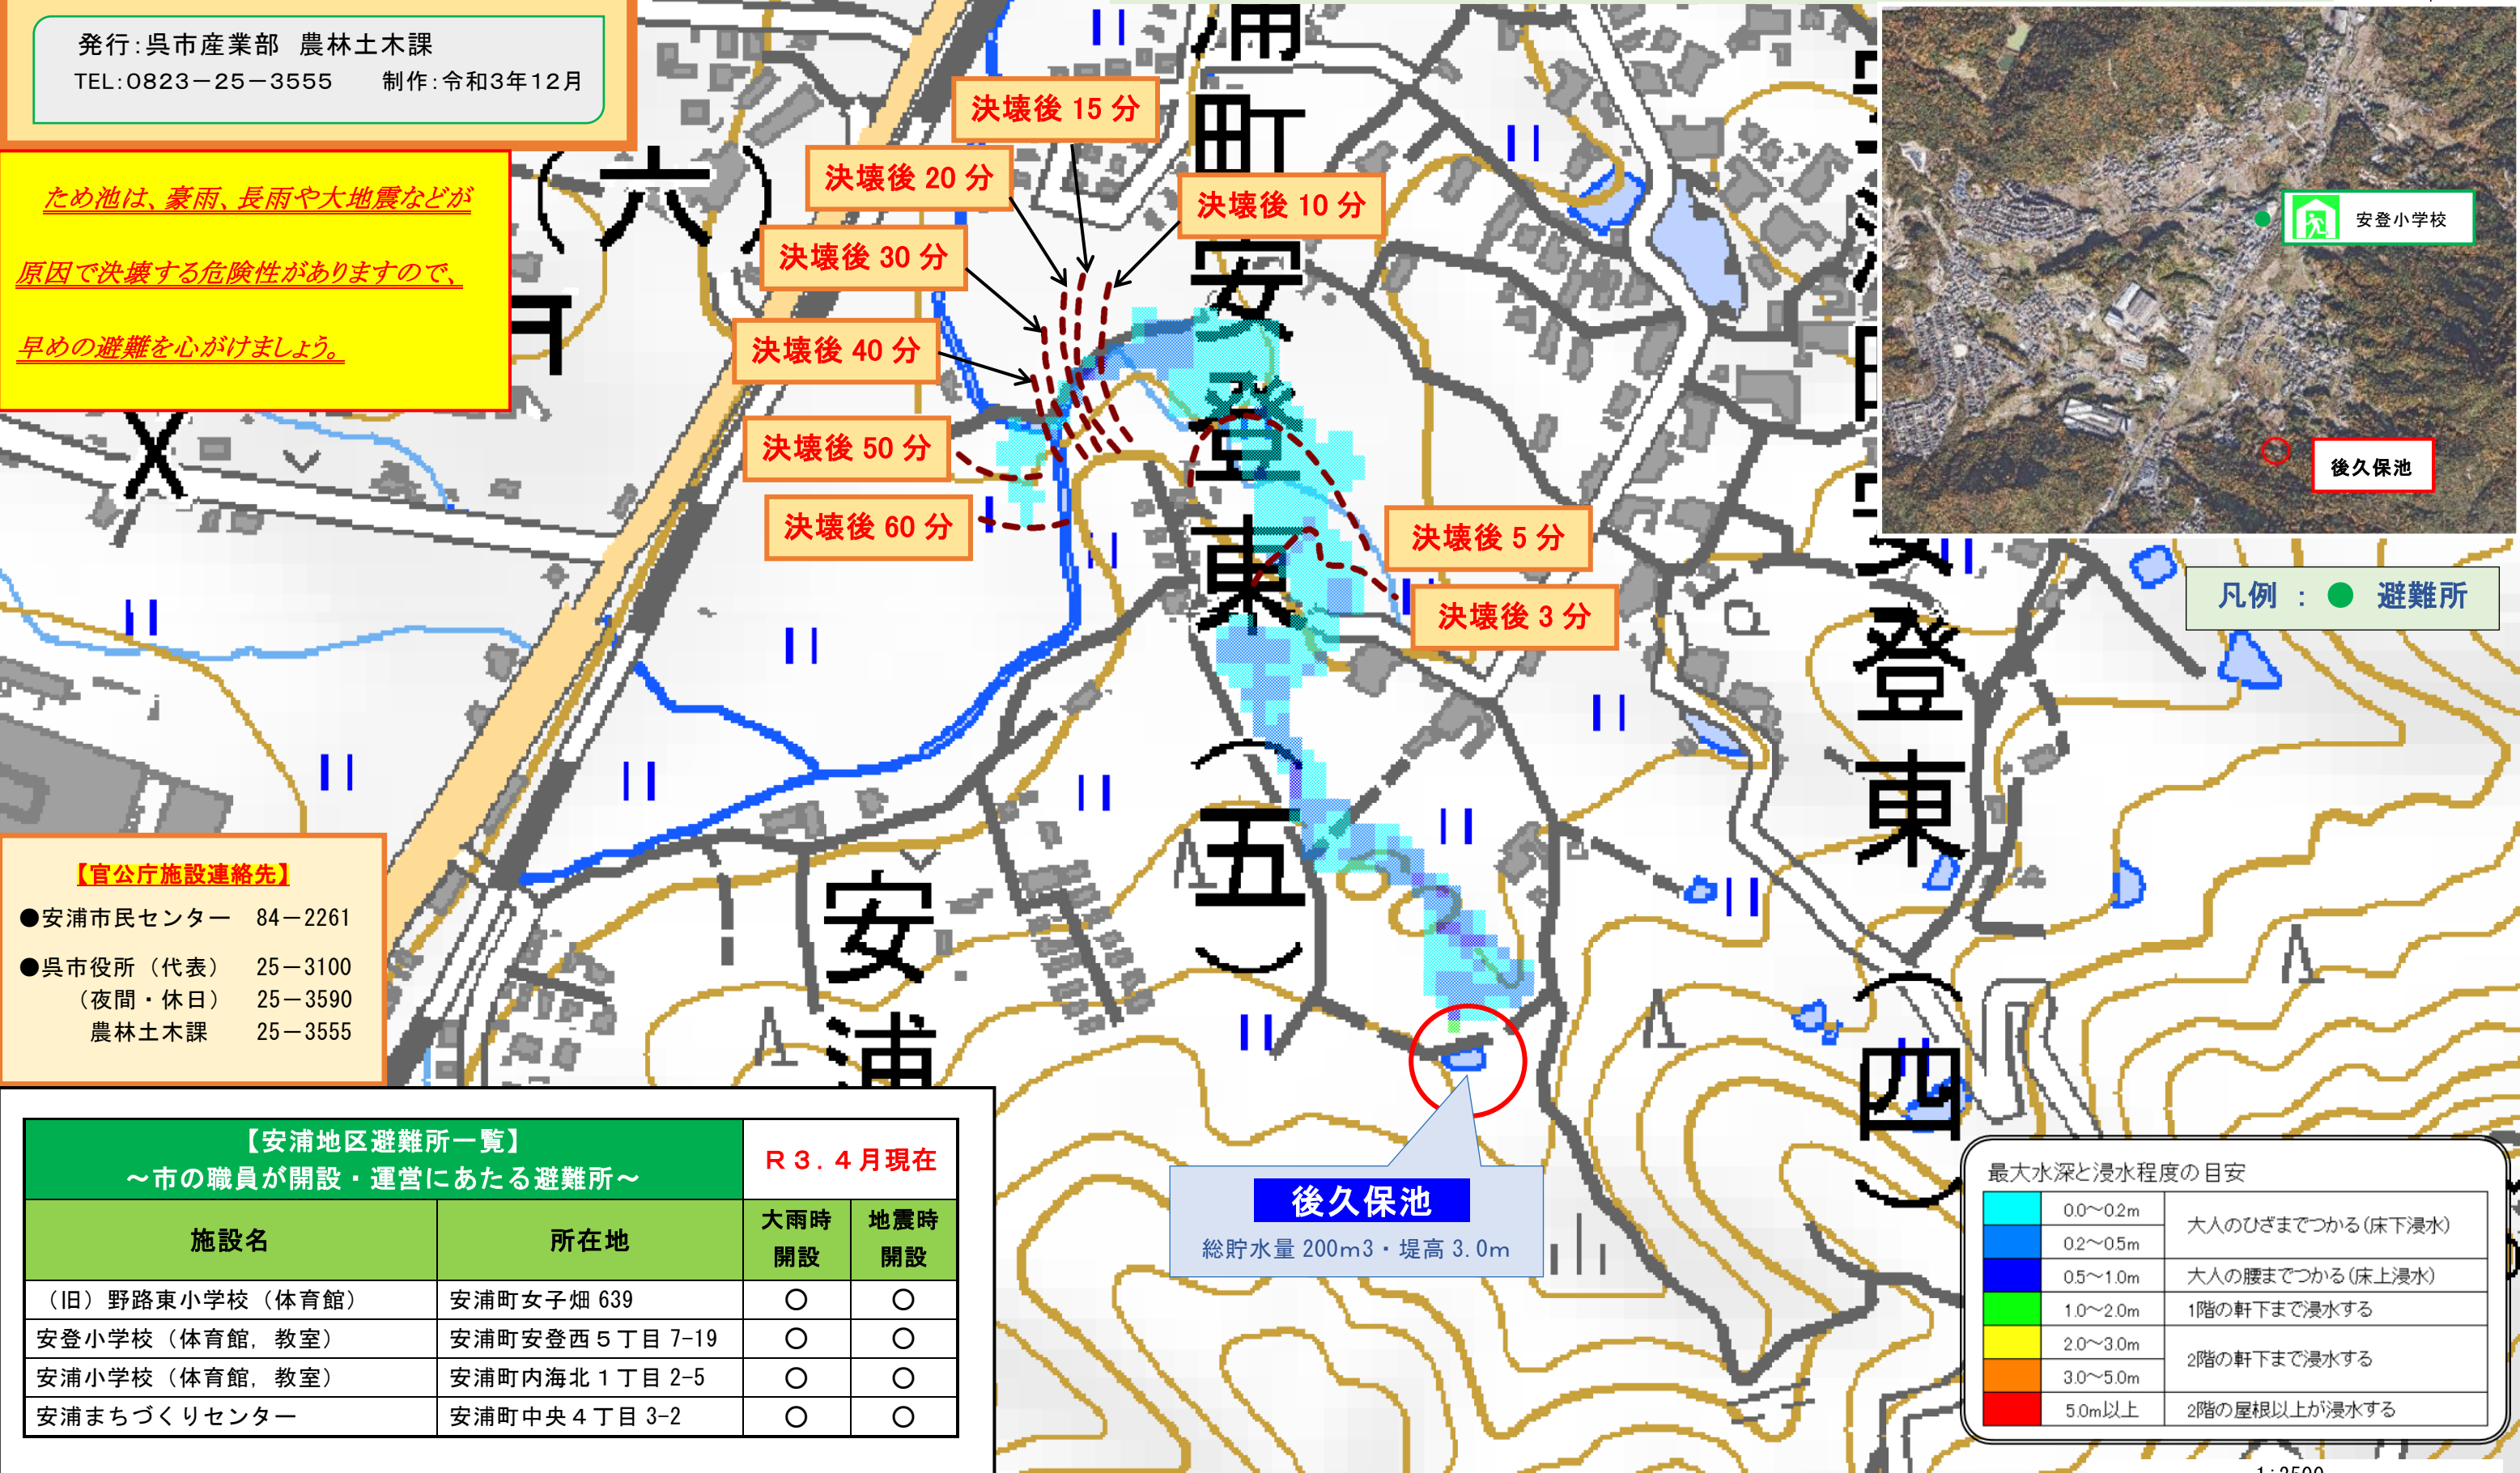 発行:呉市産業部 農林土木課
TEL:0823-25-3555 制作:令和3年12月
ため池は、豪雨、長雨や大地震などが
原因で決壊する危険性がありますので、
早めの避難を心がけましょう。
決壊後 15 分
決壊後 20 分
決壊後 10 分
決壊後 30 分
決壊後 40 分
決壊後 50 分
決壊後 60 分
決壊後 5 分
決壊後 3 分
浦町安登東(五)
(六)
安登東(四)
安浦
安登小学校
後久保池
凡例 : ● 避難所
【官公庁施設連絡先】
●安浦市民センター 84-2261
●呉市役所(代表) 25-3100
(夜間・休日) 25-3590
農林土木課 25-3555
【安浦地区避難所一覧】
～市の職員が開設・運営にあたる避難所～
R3.4月現在
施設名 所在地 大雨時開設 地震時開設
(旧)野路東小学校(体育館) 安浦町女子畑 639 ○ ○
安登小学校(体育館,教室) 安浦町安登西5丁目 7-19 ○ ○
安浦小学校(体育館,教室) 安浦町内海北1丁目 2-5 ○ ○
安浦まちづくりセンター 安浦町中央4丁目 3-2 ○ ○
後久保池
総貯水量 200m3・堤高 3.0m
最大水深と浸水程度の目安
0.0～0.2m 大人のひざまでつかる(床下浸水)
0.2～0.5m
0.5～1.0m 大人の腰までつかる(床上浸水)
1.0～2.0m 1階の軒下まで浸水する
2.0～3.0m 2階の軒下まで浸水する
3.0～5.0m
5.0m以上 2階の屋根以上が浸水する